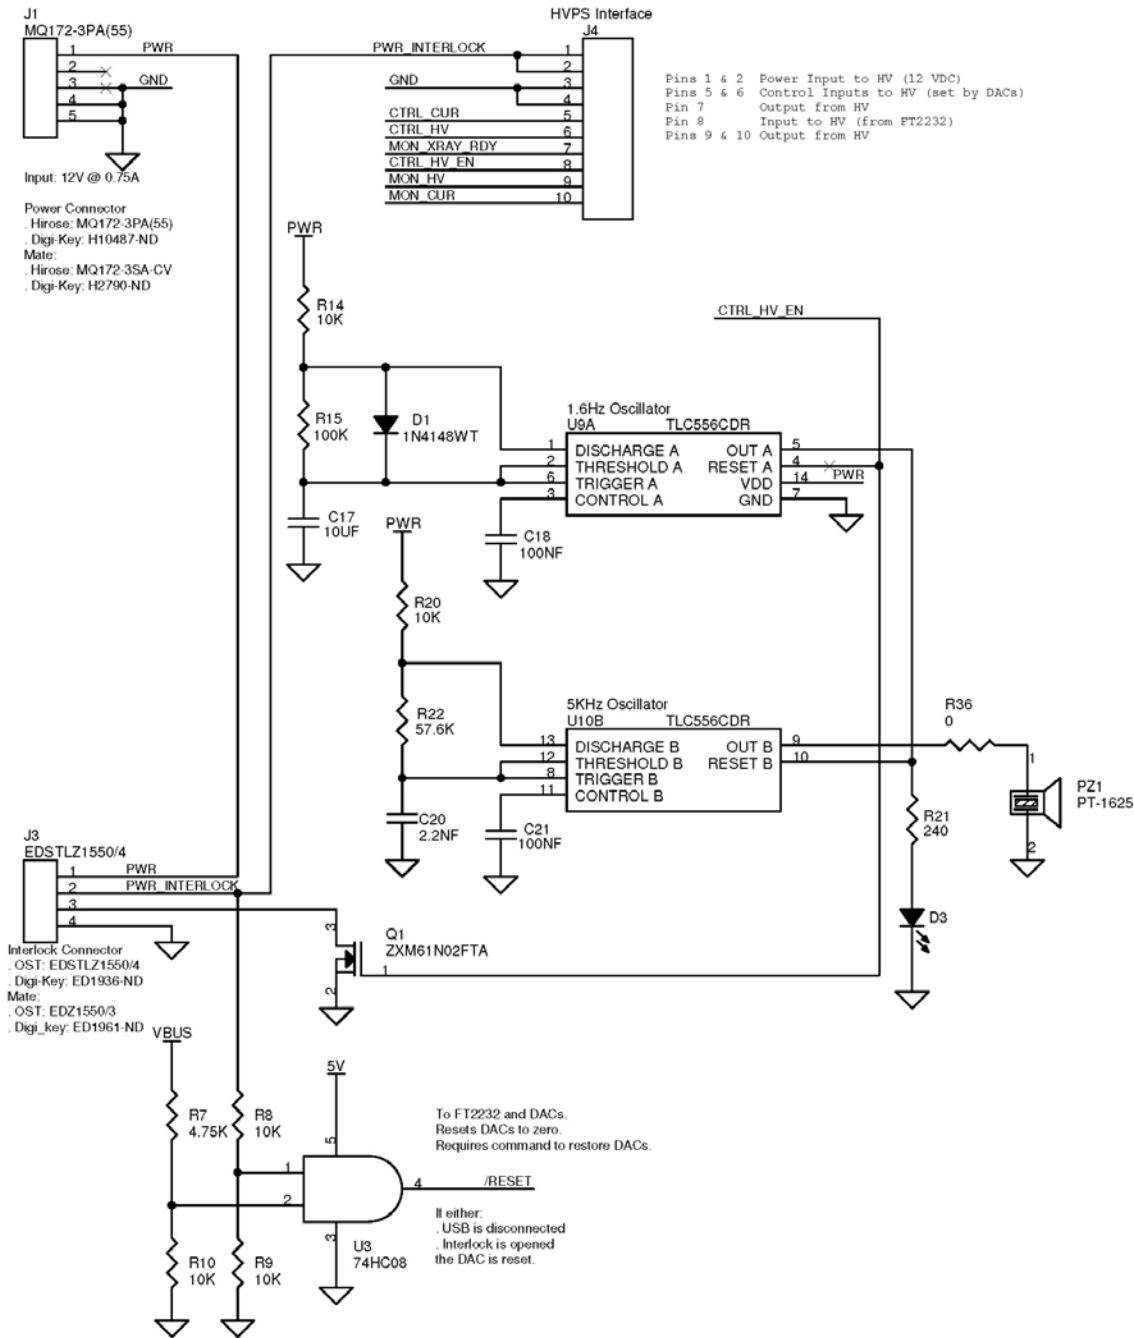 J1
MQ172-3PA(55)
1 PWR
2
3 GND
4
5
Input: 12V @ 0.75A
Power Connector
. Hirose: MQ172-3PA(55)
. Digi-Key: H10487-ND
Mate:
. Hirose: MQ172-3SA-CV
. Digi-Key: H2790-ND
HVPS Interface
J4
PWR_INTERLOCK 1
2
GND 3
4
CTRL_CUR 5
CTRL_HV 6
MON_XRAY_RDY 7
CTRL_HV_EN 8
MON_HV 9
MON_CUR 10
Pins 1 & 2 Power Input to HV (12 VDC)
Pins 5 & 6 Control Inputs to HV (set by DACs)
Pin 7 Output from HV
Pin 8 Input to HV (from FT2232)
Pins 9 & 10 Output from HV
PWR
R14
10K
R15
100K
D1
1N4148WT
C17
10UF
CTRL_HV_EN
1.6Hz Oscillator
U9A TLC556CDR
1 DISCHARGE A OUT A 5
2 THRESHOLD A RESET A 4
6 TRIGGER A VDD 14 PWR
3 CONTROL A GND 7
C18
100NF
PWR
R20
10K
R22
57.6K
C20
2.2NF
5KHz Oscillator
U10B TLC556CDR
13 DISCHARGE B OUT B 9
12 THRESHOLD B RESET B 10
8 TRIGGER B
11 CONTROL B
C21
100NF
R36
0
1
PZ1
PT-1625
2
R21
240
D3
J3
EDSTLZ1550/4
1 PWR
2 PWR_INTERLOCK
3
4
Interlock Connector
. OST: EDSTLZ1550/4
. Digi-Key: ED1936-ND
Mate:
. OST: EDZ1550/3
. Digi_key: ED1961-ND
3
Q1
ZXM61N02FTA
1
2
VBUS
R7
4.75K
R8
10K
R10
10K
R9
10K
5V
5
1
2
4 /RESET
3
U3
74HC08
To FT2232 and DACs.
Resets DACs to zero.
Requires command to restore DACs.
If either:
. USB is disconnected
. Interlock is opened
the DAC is reset.